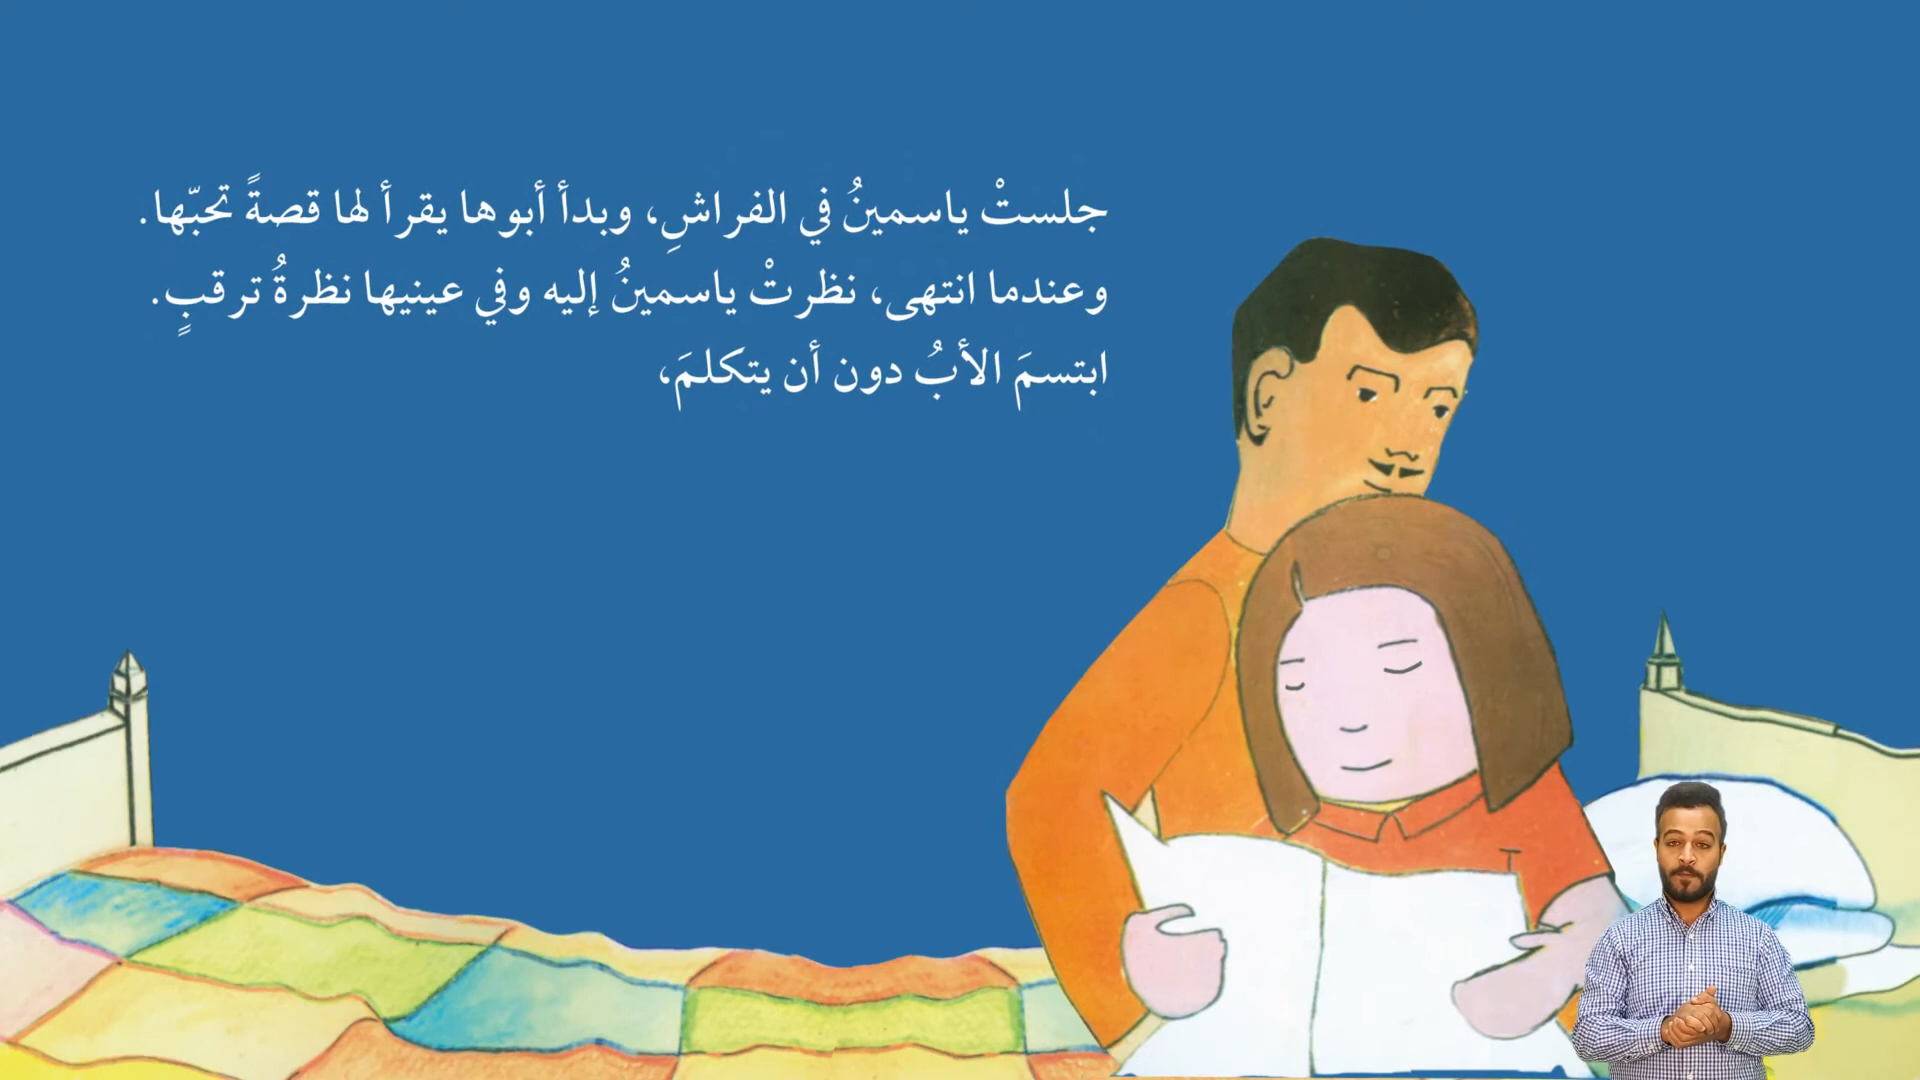 جلستْ ياسمينُ في الفراشِ، وبدأ أبوها يقرأ لها قصةً تحبّها.
وعندما انتهى، نظرتْ ياسمينُ إليه وفي عينيها نظرةُ ترقبٍ.
ابتسمَ الأبُ دون أن يتكلمَ،